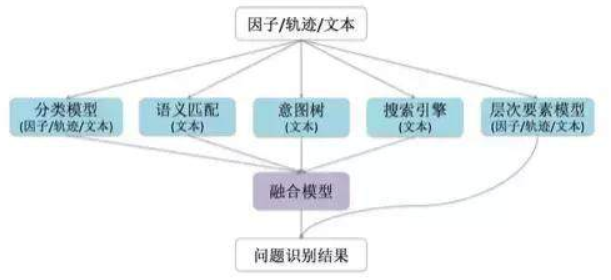 因子/轨迹/文本
分类模型
(因子/轨迹/文本)
语义匹配
(文本)
意图树
(文本)
搜索引擎
(文本)
层次要素模型
(因子/轨迹/文本)
融合模型
问题识别结果